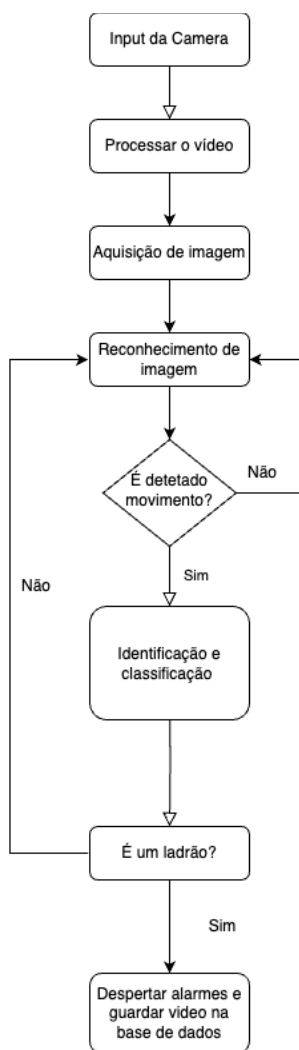 Input da Camera
Processar o vídeo
Aquisição de imagem
Reconhecimento de
imagem
É detetado
movimento?
Não
Sim
Não
Identificação e
classificação
É um ladrão?
Sim
Despertar alarmes e
guardar video na
base de dados